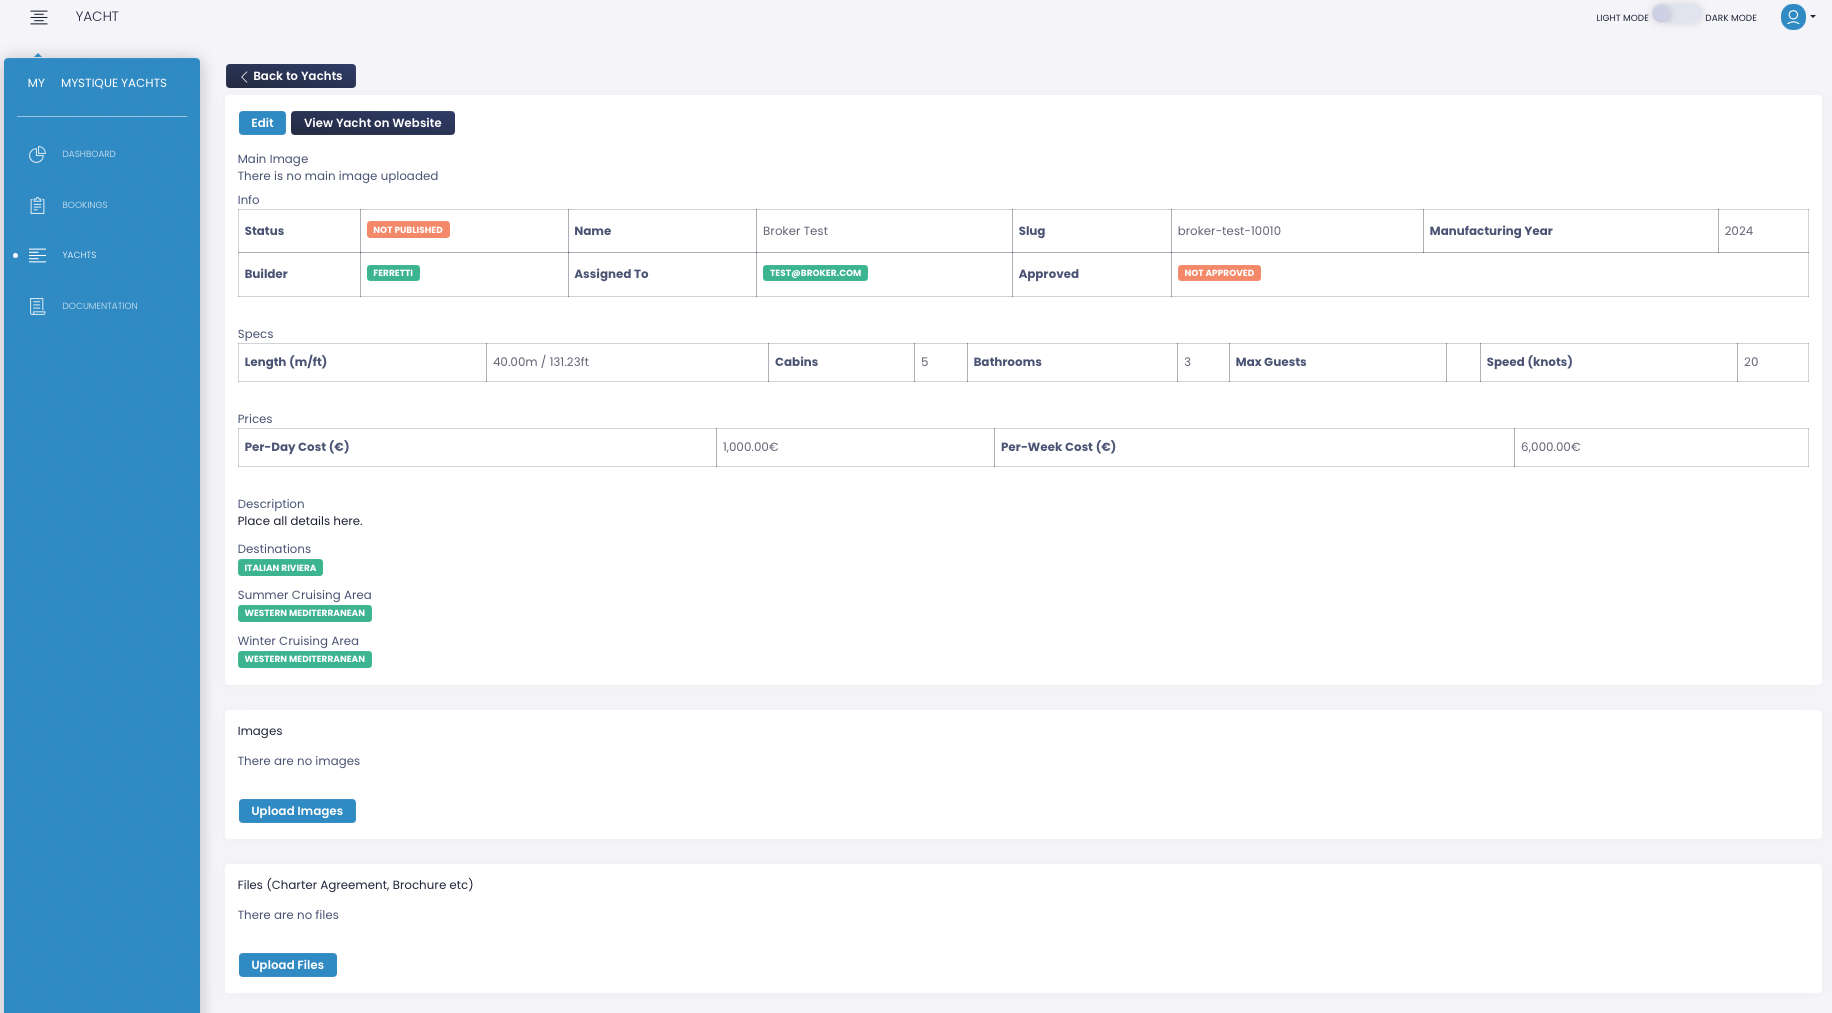 YACHT
LIGHT MODE DARK MODE
MY MYSTIQUE YACHTS
DASHBOARD
BOOKINGS
YACHTS
DOCUMENTATION
Back to Yachts
Edit View Yacht on Website
Main Image
There is no main image uploaded
Info
Status NOT PUBLISHED Name Broker Test Slug broker-test-10010 Manufacturing Year 2024
Builder FERRETTI Assigned To TEST@BROKER.COM Approved NOT APPROVED
Specs
Length (m/ft) 40.00m / 131.23ft Cabins 5 Bathrooms 3 Max Guests Speed (knots) 20
Prices
Per-Day Cost (€) 1,000.00€ Per-Week Cost (€) 6,000.00€
Description
Place all details here.
Destinations
ITALIAN RIVIERA
Summer Cruising Area
WESTERN MEDITERRANEAN
Winter Cruising Area
WESTERN MEDITERRANEAN
Images
There are no images
Upload Images
Files (Charter Agreement, Brochure etc)
There are no files
Upload Files